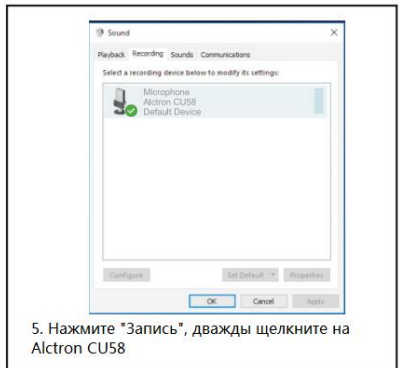 Sound
Playback Recording Sounds Communications
Select a recording device below to modify its settings:
Microphone
Alctron CU58
Default Device
Configure Set Default Properties
OK Cancel Apply
5. Нажмите "Запись", дважды щелкните на
Alctron CU58